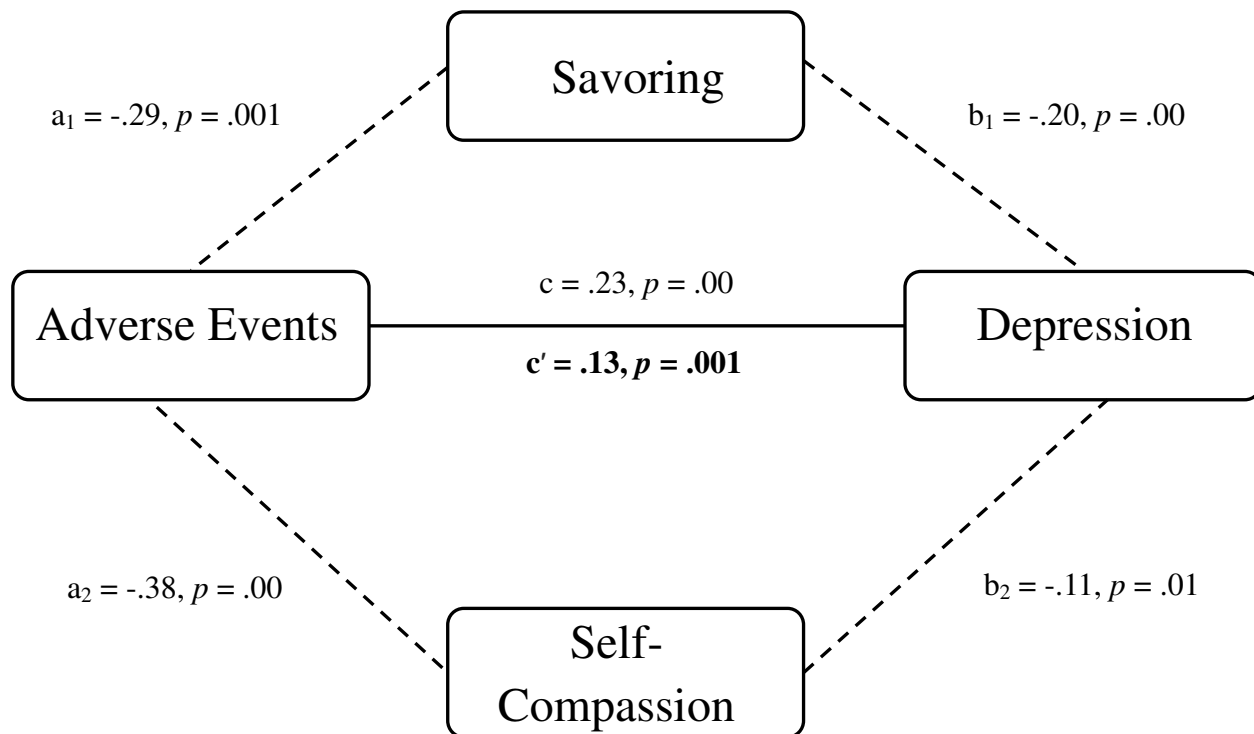 Savoring
a₁ = -.29, p = .001
b₁ = -.20, p = .00
c = .23, p = .00
Adverse Events
Depression
c' = .13, p = .001
a₂ = -.38, p = .00
b₂ = -.11, p = .01
Self-
Compassion